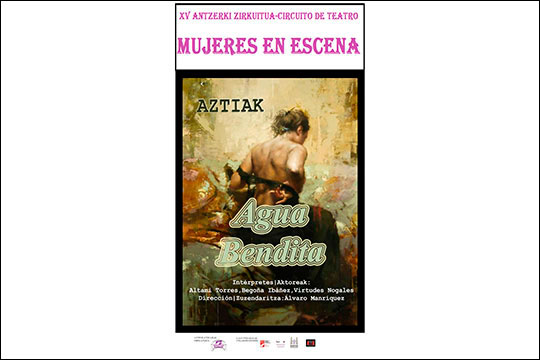 XV ANTZERKI ZIRKUITUA-CIRCUITO DE TEATRO
MUJERES EN ESCENA
AZTIAK
Agua
Bendita
Intérpretes|Aktoreak:
Altami Torres,Begoña Ibáñez,Virtudes Nogales
Dirección|Zuzendaritza:Álvaro Manríquez